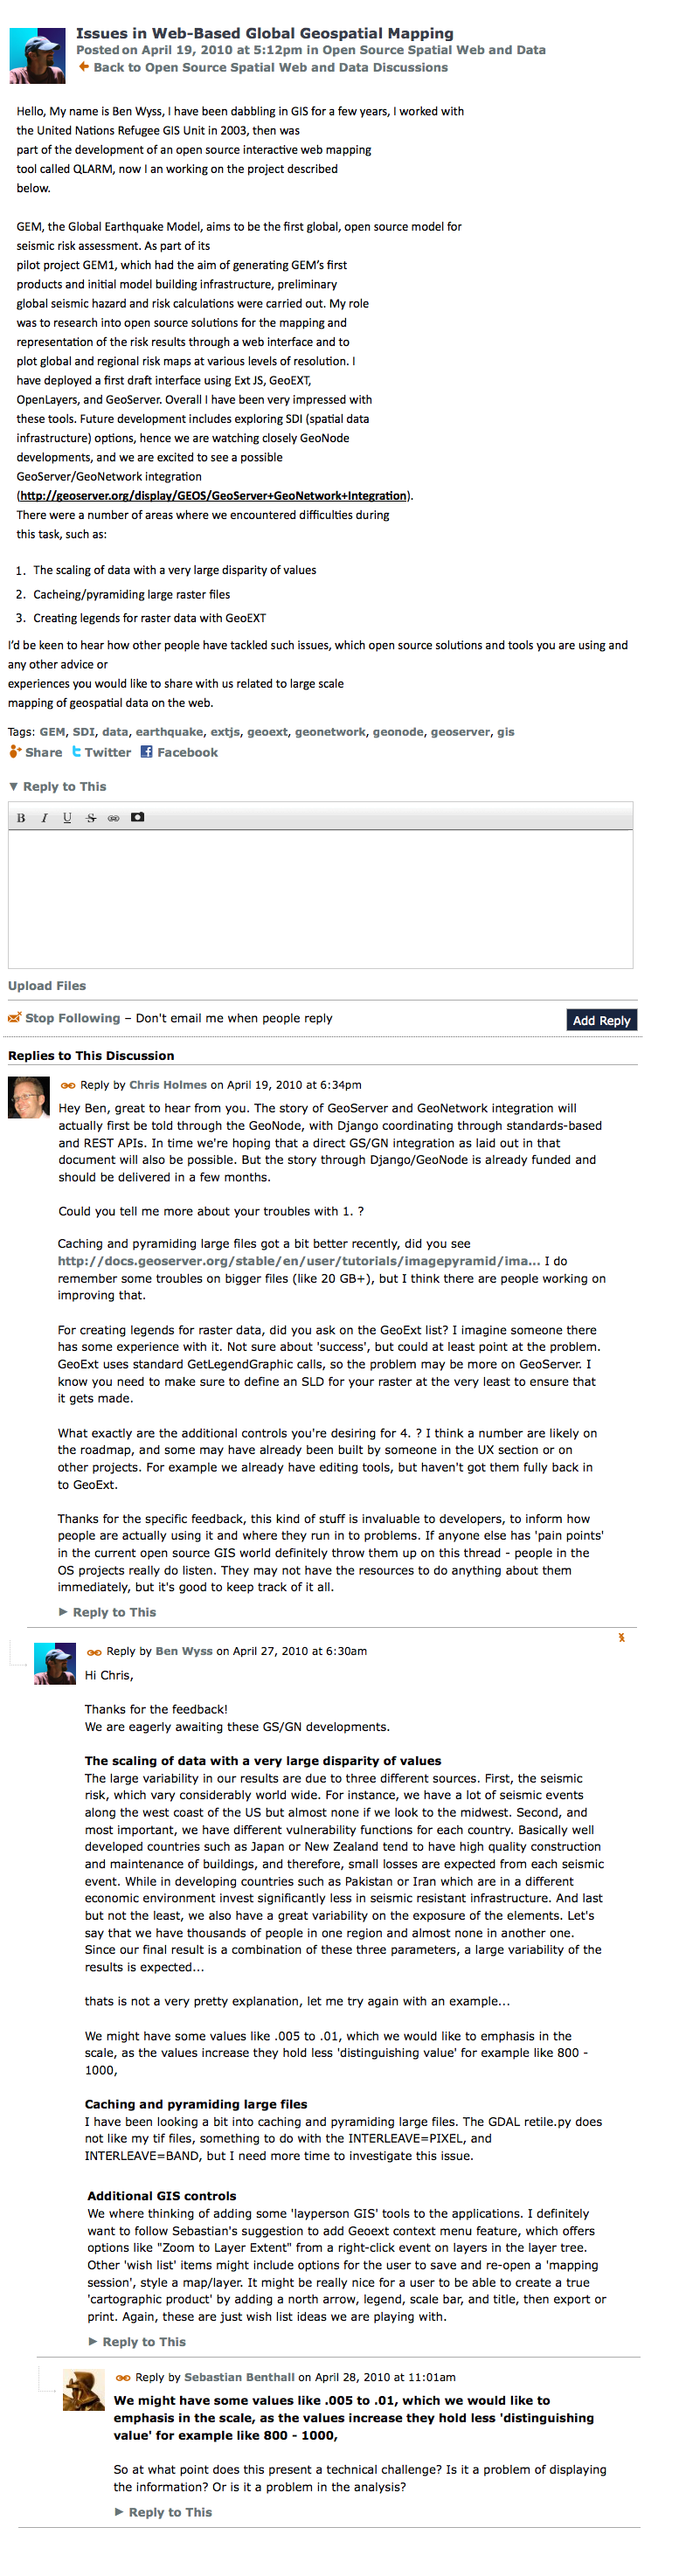 Issues in Web-Based Global Geospatial Mapping
Posted on April 19, 2010 at 5:12pm in Open Source Spatial Web and Data
Back to Open Source Spatial Web and Data Discussions
Hello, My name is Ben Wyss, I have been dabbling in GIS for a few years, I worked with
the United Nations Refugee GIS Unit in 2003, then was
part of the development of an open source interactive web mapping
tool called QLARM, now I an working on the project described
below.
GEM, the Global Earthquake Model, aims to be the first global, open source model for
seismic risk assessment. As part of its
pilot project GEM1, which had the aim of generating GEM's first
products and initial model building infrastructure, preliminary
global seismic hazard and risk calculations were carried out. My role
was to research into open source solutions for the mapping and
representation of the risk results through a web interface and to
plot global and regional risk maps at various levels of resolution. I
have deployed a first draft interface using Ext JS, GeoEXT,
OpenLayers, and GeoServer. Overall I have been very impressed with
these tools. Future development includes exploring SDI (spatial data
infrastructure) options, hence we are watching closely GeoNode
developments, and we are excited to see a possible
GeoServer/GeoNetwork integration
(http://geoserver.org/display/GEOS/GeoServer+GeoNetwork+Integration).
There were a number of areas where we encountered difficulties during
this task, such as:
1. The scaling of data with a very large disparity of values
2. Cacheing/pyramiding large raster files
3. Creating legends for raster data with GeoEXT
I'd be keen to hear how other people have tackled such issues, which open source solutions and tools you are using and
any other advice or
experiences you would like to share with us related to large scale
mapping of geospatial data on the web.
Tags: GEM, SDI, data, earthquake, extjs, geoext, geonetwork, geonode, geoserver, gis
Share Twitter Facebook
▼ Reply to This
B I U S
Upload Files
Stop Following – Don't email me when people reply
Add Reply
Replies to This Discussion
Reply by Chris Holmes on April 19, 2010 at 6:34pm
Hey Ben, great to hear from you. The story of GeoServer and GeoNetwork integration will
actually first be told through the GeoNode, with Django coordinating through standards-based
and REST APIs. In time we're hoping that a direct GS/GN integration as laid out in that
document will also be possible. But the story through Django/GeoNode is already funded and
should be delivered in a few months.
Could you tell me more about your troubles with 1. ?
Caching and pyramiding large files got a bit better recently, did you see
http://docs.geoserver.org/stable/en/user/tutorials/imagepyramid/ima... I do
remember some troubles on bigger files (like 20 GB+), but I think there are people working on
improving that.
For creating legends for raster data, did you ask on the GeoExt list? I imagine someone there
has some experience with it. Not sure about 'success', but could at least point at the problem.
GeoExt uses standard GetLegendGraphic calls, so the problem may be more on GeoServer. I
know you need to make sure to define an SLD for your raster at the very least to ensure that
it gets made.
What exactly are the additional controls you're desiring for 4. ? I think a number are likely on
the roadmap, and some may have already been built by someone in the UX section or on
other projects. For example we already have editing tools, but haven't got them fully back in
to GeoExt.
Thanks for the specific feedback, this kind of stuff is invaluable to developers, to inform how
people are actually using it and where they run in to problems. If anyone else has 'pain points'
in the current open source GIS world definitely throw them up on this thread - people in the
OS projects really do listen. They may not have the resources to do anything about them
immediately, but it's good to keep track of it all.
► Reply to This
Reply by Ben Wyss on April 27, 2010 at 6:30am
Hi Chris,
Thanks for the feedback!
We are eagerly awaiting these GS/GN developments.
The scaling of data with a very large disparity of values
The large variability in our results are due to three different sources. First, the seismic
risk, which vary considerably world wide. For instance, we have a lot of seismic events
along the west coast of the US but almost none if we look to the midwest. Second, and
most important, we have different vulnerability functions for each country. Basically well
developed countries such as Japan or New Zealand tend to have high quality construction
and maintenance of buildings, and therefore, small losses are expected from each seismic
event. While in developing countries such as Pakistan or Iran which are in a different
economic environment invest significantly less in seismic resistant infrastructure. And last
but not the least, we also have a great variability on the exposure of the elements. Let's
say that we have thousands of people in one region and almost none in another one.
Since our final result is a combination of these three parameters, a large variability of the
results is expected...
thats is not a very pretty explanation, let me try again with an example...
We might have some values like .005 to .01, which we would like to emphasis in the
scale, as the values increase they hold less 'distinguishing value' for example like 800 -
1000,
Caching and pyramiding large files
I have been looking a bit into caching and pyramiding large files. The GDAL retile.py does
not like my tif files, something to do with the INTERLEAVE=PIXEL, and
INTERLEAVE=BAND, but I need more time to investigate this issue.
Additional GIS controls
We where thinking of adding some 'layperson GIS' tools to the applications. I definitely
want to follow Sebastian's suggestion to add Geoext context menu feature, which offers
options like "Zoom to Layer Extent" from a right-click event on layers in the layer tree.
Other 'wish list' items might include options for the user to save and re-open a 'mapping
session', style a map/layer. It might be really nice for a user to be able to create a true
'cartographic product' by adding a north arrow, legend, scale bar, and title, then export or
print. Again, these are just wish list ideas we are playing with.
► Reply to This
Reply by Sebastian Benthall on April 28, 2010 at 11:01am
We might have some values like .005 to .01, which we would like to
emphasis in the scale, as the values increase they hold less 'distinguishing
value' for example like 800 - 1000,
So at what point does this present a technical challenge? Is it a problem of displaying
the information? Or is it a problem in the analysis?
► Reply to This